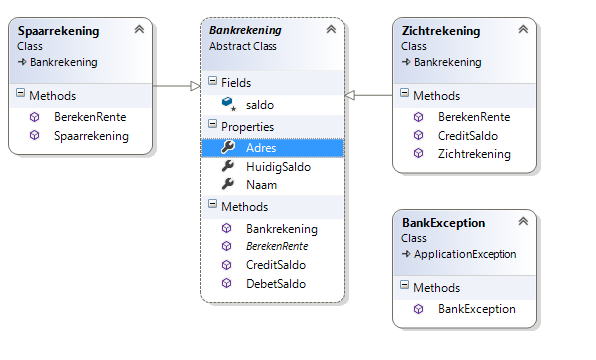 Spaarrekening
Class
Bankrekening
Methods
BerekenRente
Spaarrekening
Bankrekening
Abstract Class
Fields
saldo
Properties
Adres
HuidigSaldo
Naam
Methods
Bankrekening
BerekenRente
CreditSaldo
DebetSaldo
Zichtrekening
Class
Bankrekening
Methods
BerekenRente
CreditSaldo
Zichtrekening
BankException
Class
ApplicationException
Methods
BankException